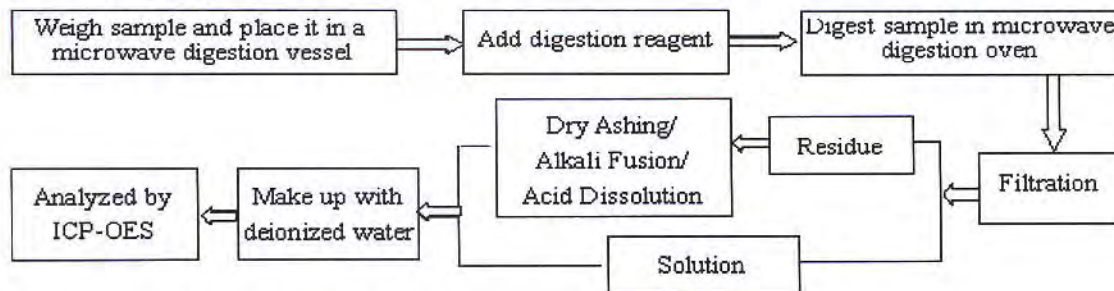 Weigh sample and place it in a
microwave digestion vessel
Add digestion reagent
Digest sample in microwave
digestion oven
Filtration
Residue
Solution
Dry Ashing/
Alkali Fusion/
Acid Dissolution
Make up with
deionized water
Analyzed by
ICP-OES